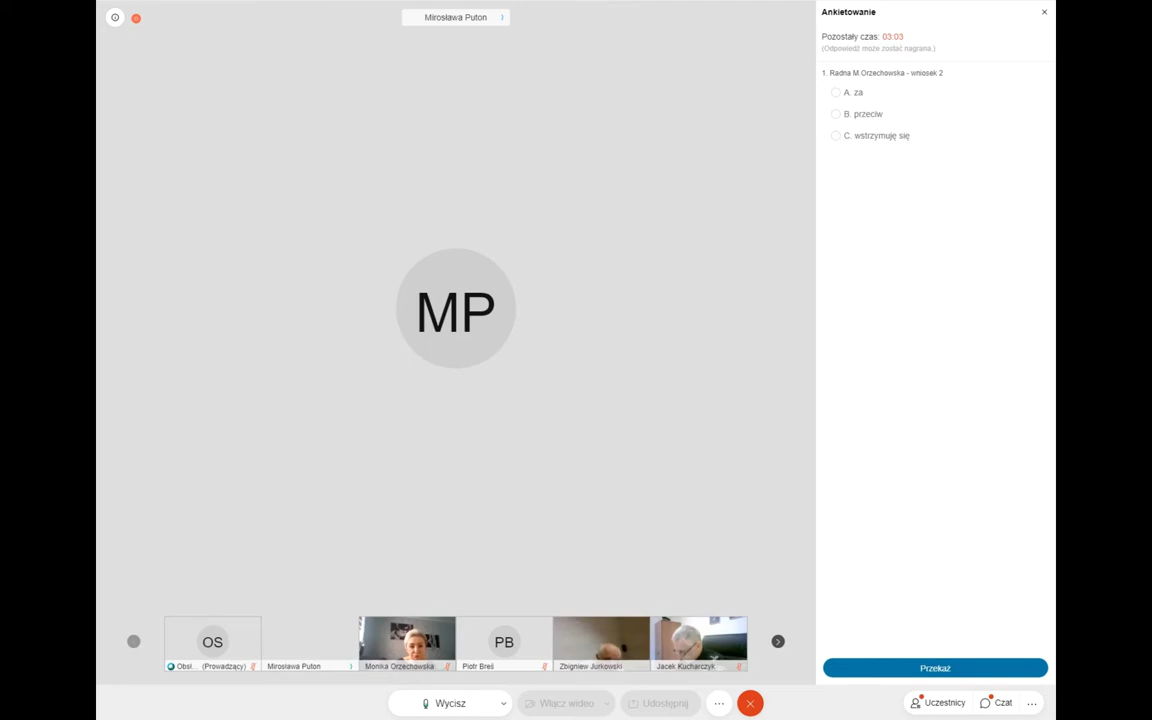 Mirosława Puton
Ankietowanie
Pozostały czas: 03:03
(Odpowiedź może zostać nagrana.)
1. Radna M.Orzechowska - wniosek 2
A. za
B. przeciw
C. wstrzymuję się
MP
OS
PB
Obsł... (Prowadzący)
Mirosława Puton
Monika Orzechowska
Piotr Breś
Zbigniew Jurkowski
Jacek Kucharczyk
Przekaż
Wycisz
Włącz wideo
Udostępnij
Uczestnicy
Czat